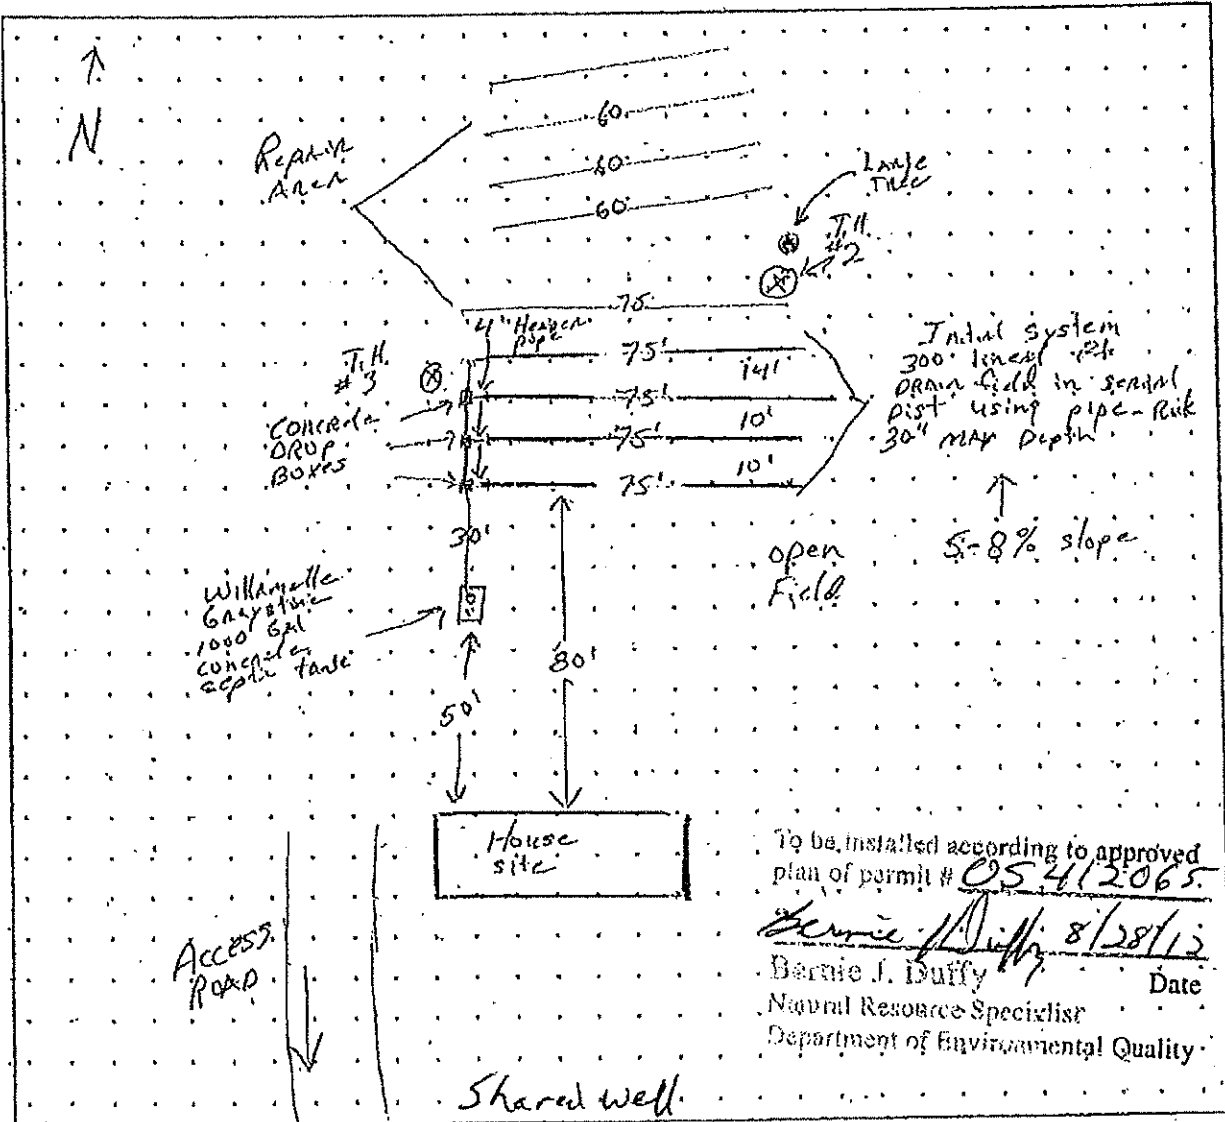 N
Repair
Area
60
60
60
Large
Tree
T.H.
#2
75
4" Header
pipe
T.H.
#3
75'
14'
75'
10'
75'
10'
75'
Concrete
DROP
BOXES
Initial system
300' lineal
DRAIN field in serial
Dist using pipe-
30" MAX Depth
5-8% slope
30'
open
Field
Willamette
Graystone
1000 Gal
concrete
septic tank
80'
50'
House
site
ACCESS
ROAD
To be installed according to approved
plan of permit # OS 412065
Bernie J Duffy 8/28/12
Bernie J. Duffy Date
Natural Resource Specialist
Department of Environmental Quality
Shared well